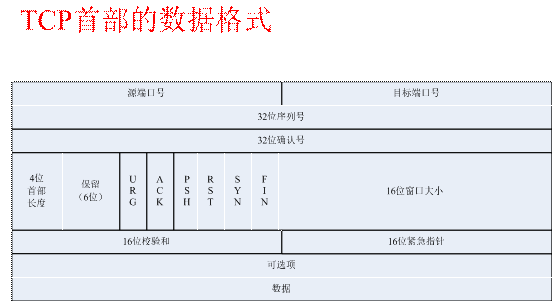 TCP首部的数据格式
源端口号 目标端口号
32位序列号
32位确认号
4位首部长度 保留（6位） URG ACK PSH RST SYN FIN 16位窗口大小
16位校验和 16位紧急指针
可选项
数据